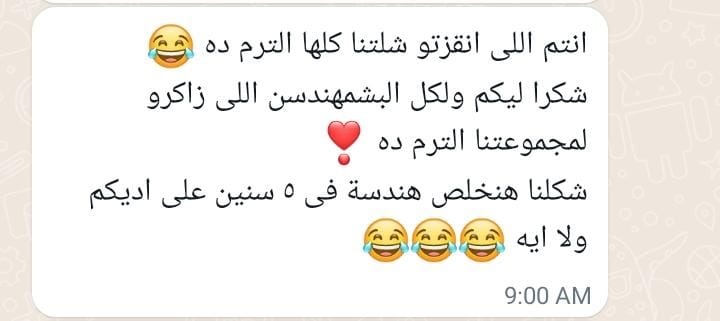 انتم اللى انقزتو شلتنا كلها الترم ده 😂
شكرا ليكم ولكل البشمهندسن اللى زاكرو
لمجموعتنا الترم ده ❣️
شكلنا هنخلص هندسة فى ٥ سنين على اديكم
ولا ايه 😂😂😂
9:00 AM